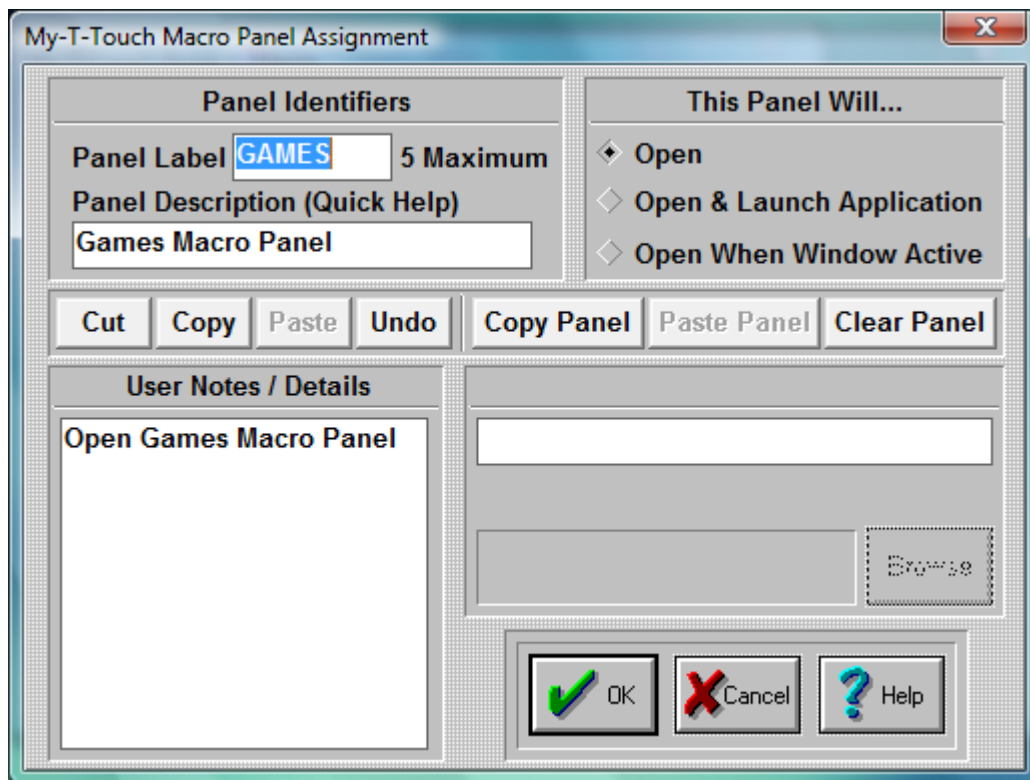 My-T-Touch Macro Panel Assignment
Panel Identifiers
Panel Label GAMES 5 Maximum
Panel Description (Quick Help)
Games Macro Panel
This Panel Will...
Open
Open & Launch Application
Open When Window Active
Cut Copy Paste Undo Copy Panel Paste Panel Clear Panel
User Notes / Details
Open Games Macro Panel
Browse
OK Cancel Help